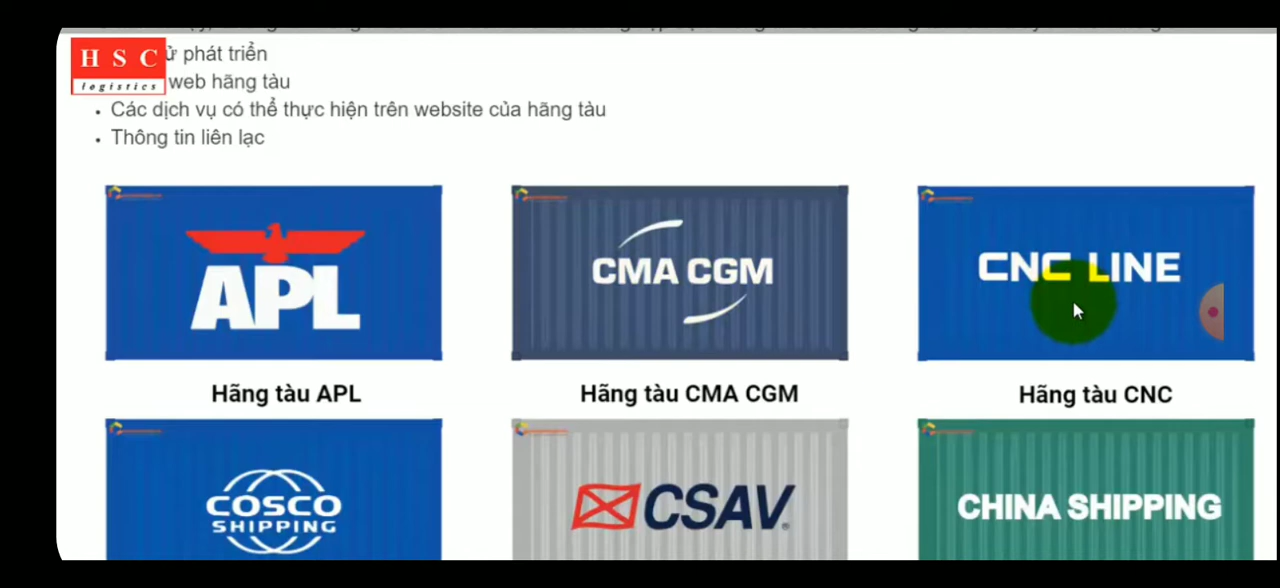 H S C
logistics
phát triển
web hãng tàu
• Các dịch vụ có thể thực hiện trên website của hãng tàu
• Thông tin liên lạc
APL
CMA CGM
CNC LINE
Hãng tàu APL
Hãng tàu CMA CGM
Hãng tàu CNC
COSCO
SHIPPING
CSAV
CHINA SHIPPING